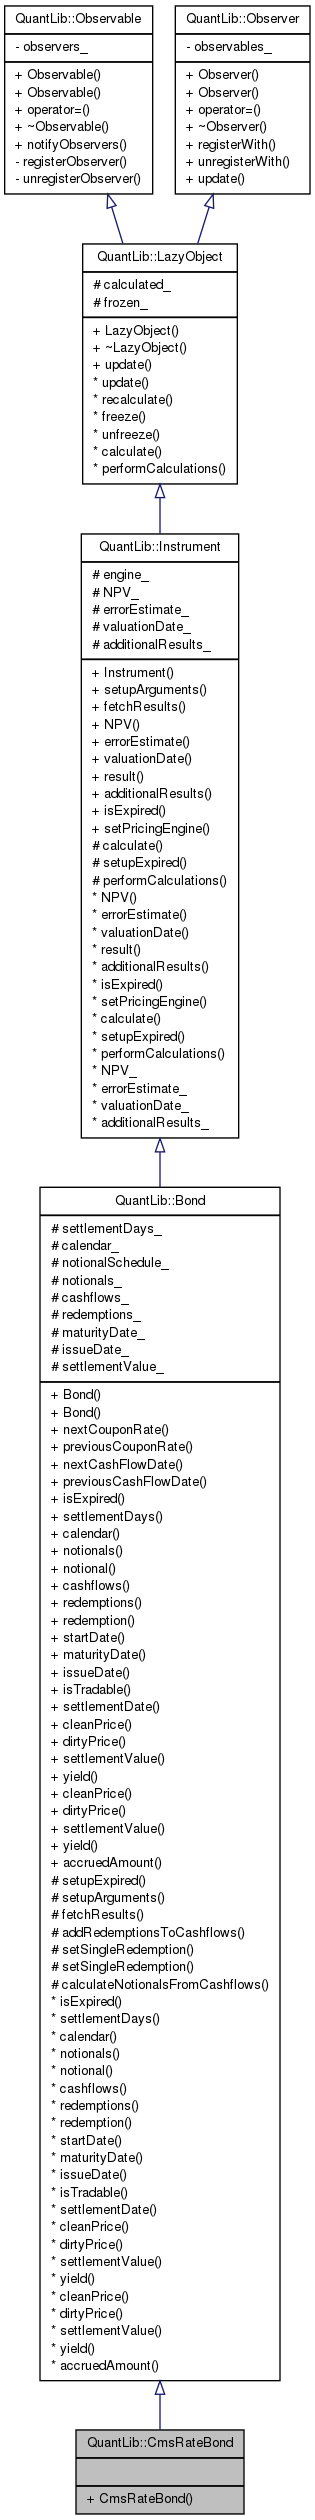 QuantLib::Observable
- observers_
+ Observable()
+ Observable()
+ operator=()
+ ~Observable()
+ notifyObservers()
- registerObserver()
- unregisterObserver()
QuantLib::Observer
- observables_
+ Observer()
+ Observer()
+ operator=()
+ ~Observer()
+ registerWith()
+ unregisterWith()
+ update()
QuantLib::LazyObject
# calculated_
# frozen_
+ LazyObject()
+ ~LazyObject()
+ update()
* update()
* recalculate()
* freeze()
* unfreeze()
* calculate()
* performCalculations()
QuantLib::Instrument
# engine_
# NPV_
# errorEstimate_
# valuationDate_
# additionalResults_
+ Instrument()
+ setupArguments()
+ fetchResults()
+ NPV()
+ errorEstimate()
+ valuationDate()
+ result()
+ additionalResults()
+ isExpired()
+ setPricingEngine()
# calculate()
# setupExpired()
# performCalculations()
* NPV()
* errorEstimate()
* valuationDate()
* result()
* additionalResults()
* isExpired()
* setPricingEngine()
* calculate()
* setupExpired()
* performCalculations()
* NPV_
* errorEstimate_
* valuationDate_
* additionalResults_
QuantLib::Bond
# settlementDays_
# calendar_
# notionalSchedule_
# notionals_
# cashflows_
# redemptions_
# maturityDate_
# issueDate_
# settlementValue_
+ Bond()
+ Bond()
+ nextCouponRate()
+ previousCouponRate()
+ nextCashFlowDate()
+ previousCashFlowDate()
+ isExpired()
+ settlementDays()
+ calendar()
+ notionals()
+ notional()
+ cashflows()
+ redemptions()
+ redemption()
+ startDate()
+ maturityDate()
+ issueDate()
+ isTradable()
+ settlementDate()
+ cleanPrice()
+ dirtyPrice()
+ settlementValue()
+ yield()
+ cleanPrice()
+ dirtyPrice()
+ settlementValue()
+ yield()
+ accruedAmount()
# setupExpired()
# setupArguments()
# fetchResults()
# addRedemptionsToCashflows()
# setSingleRedemption()
# setSingleRedemption()
# calculateNotionalsFromCashflows()
* isExpired()
* settlementDays()
* calendar()
* notionals()
* notional()
* cashflows()
* redemptions()
* redemption()
* startDate()
* maturityDate()
* issueDate()
* isTradable()
* settlementDate()
* cleanPrice()
* dirtyPrice()
* settlementValue()
* yield()
* cleanPrice()
* dirtyPrice()
* settlementValue()
* yield()
* accruedAmount()
QuantLib::CmsRateBond
+ CmsRateBond()